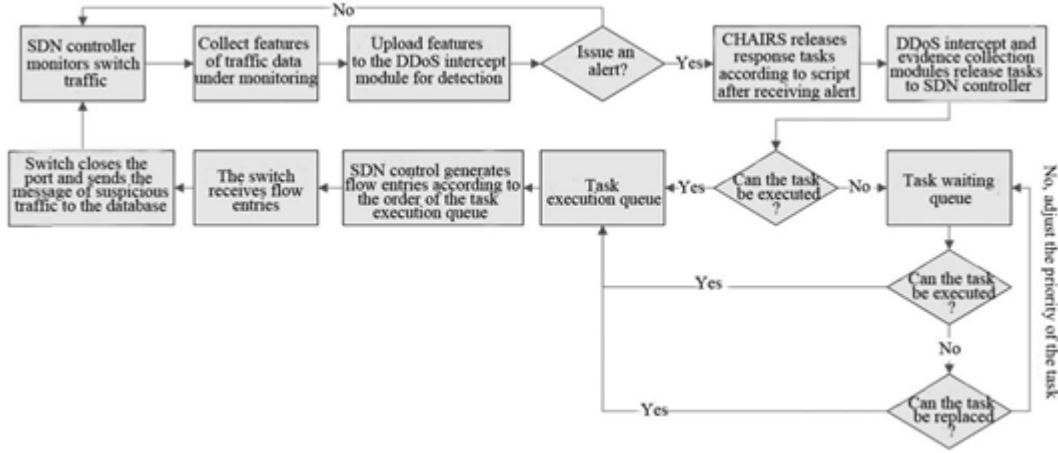 No
SDN controller
monitors switch
traffic
Collect features
of traffic data
under monitoring
Upload features
to the DDoS intercept
module for detection
Issue an
alert?
Yes
CHAIRS releases
response tasks
according to script
after receiving alert
DDoS intercept and
evidence collection
modules release tasks
to SDN controller
Switch closes the
port and sends the
message of suspicious
traffic to the database
The switch
receives flow
entries
SDN control generates
flow entries according to
the order of the task
execution queue
Task
execution queue
Yes
Can the task
be executed
?
No
Task waiting
queue
No, adjust the priority of the task
Yes
Can the task
be executed
?
No
Yes
Can the task
be replaced
?